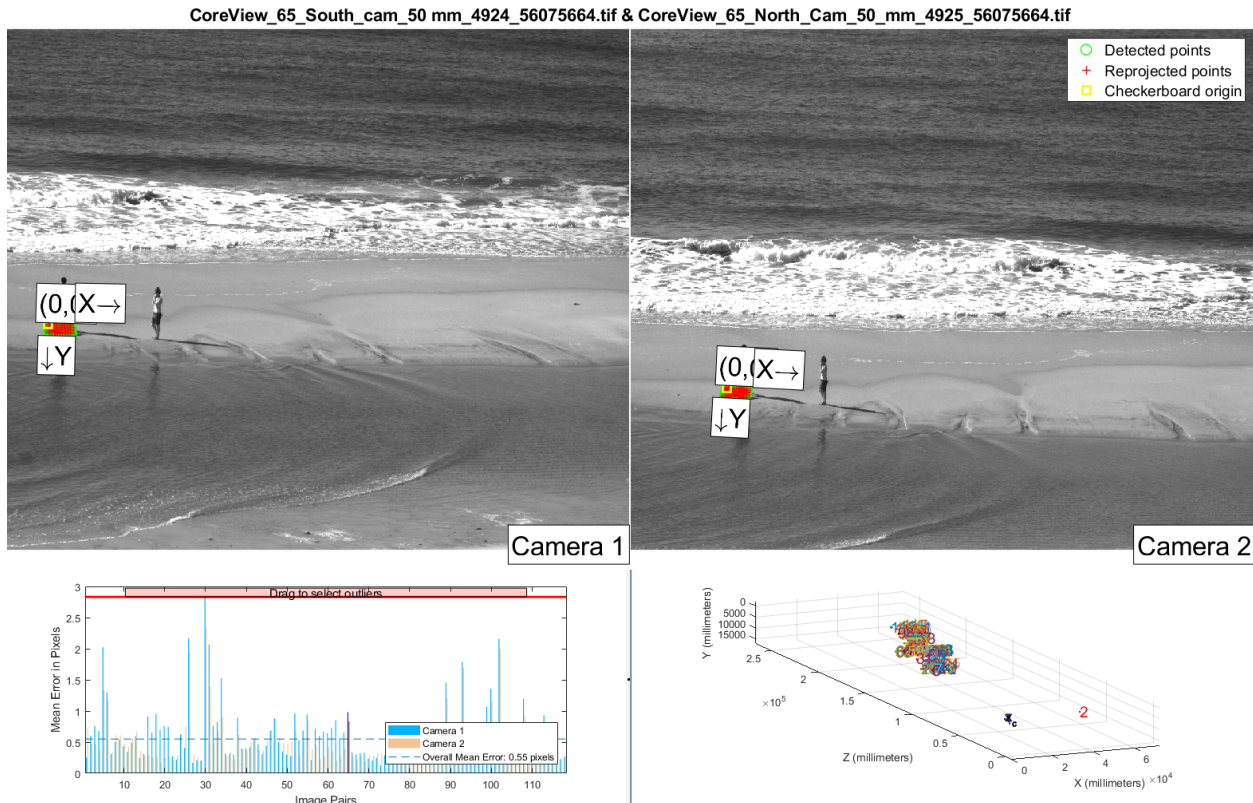 CoreView_65_South_cam_50 mm_4924_56075664.tif & CoreView_65_North_Cam_50_mm_4925_56075664.tif
Detected points
Reprojected points
Checkerboard origin
(0,0
X→
↓Y
Camera 1
(0,0
X→
↓Y
Camera 2
Drag to select outliers
Mean Error in Pixels
3
2.5
2
1.5
1
0.5
0
10 20 30 40 50 60 70 80 90 100 110
Image Pairs
Camera 1
Camera 2
Overall Mean Error: 0.55 pixels
Y (millimeters)
0
5000
10000
15000
2.5
2
1.5
1
0.5
0
×10⁵
Z (millimeters)
0
2
4
6
×10⁴
X (millimeters)
2
c